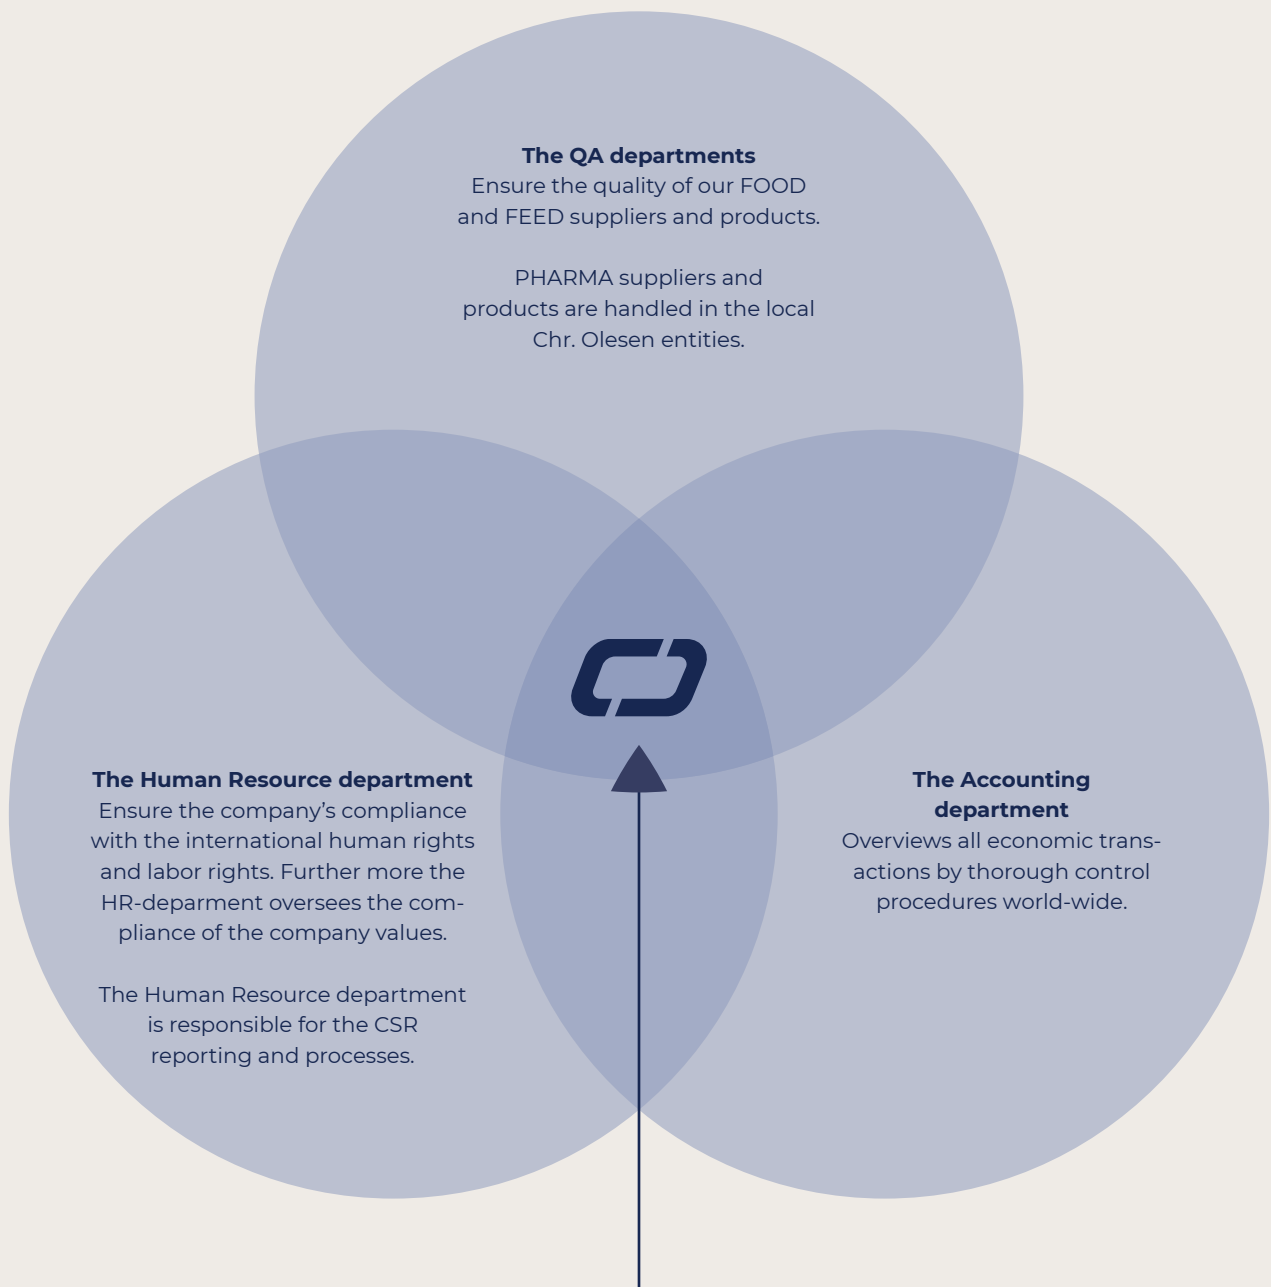 The QA departments
Ensure the quality of our FOOD
and FEED suppliers and products.
PHARMA suppliers and
products are handled in the local
Chr. Olesen entities.
The Human Resource department
Ensure the company’s compliance
with the international human rights
and labor rights. Further more the
HR-deparment oversees the com-
pliance of the company values.
The Human Resource department
is responsible for the CSR
reporting and processes.
The Accounting
department
Overviews all economic trans-
actions by thorough control
procedures world-wide.